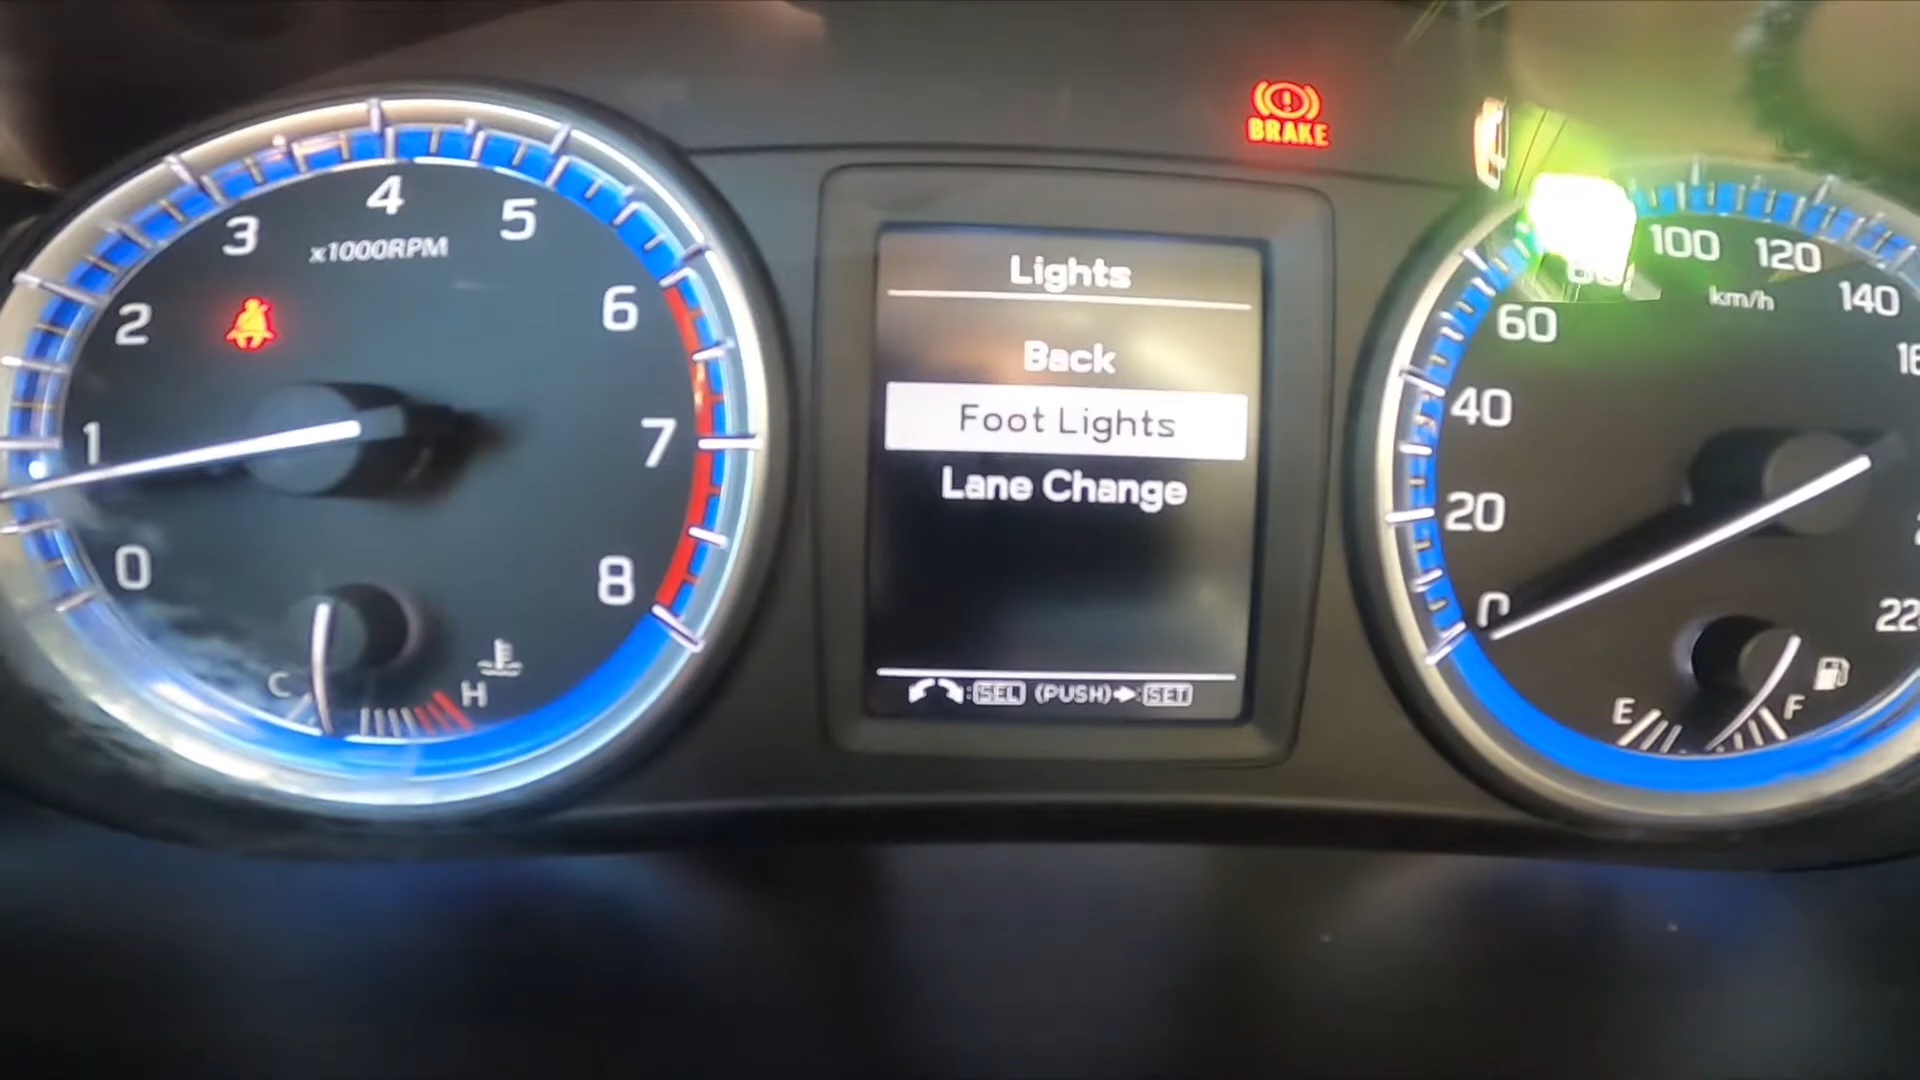 BRAKE
4
3
5
x1000RPM
2
6
1
7
0
8
C
H
Lights
Back
Foot Lights
Lane Change
:SEL (PUSH)➔:SET
100
120
km/h
140
60
40
20
0
E
F